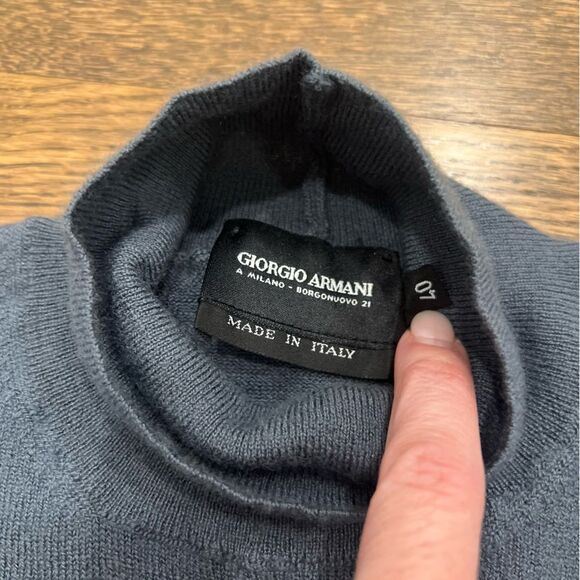 GIORGIO ARMANI
A MILANO - BORGONUOVO 21
MADE IN ITALY
40